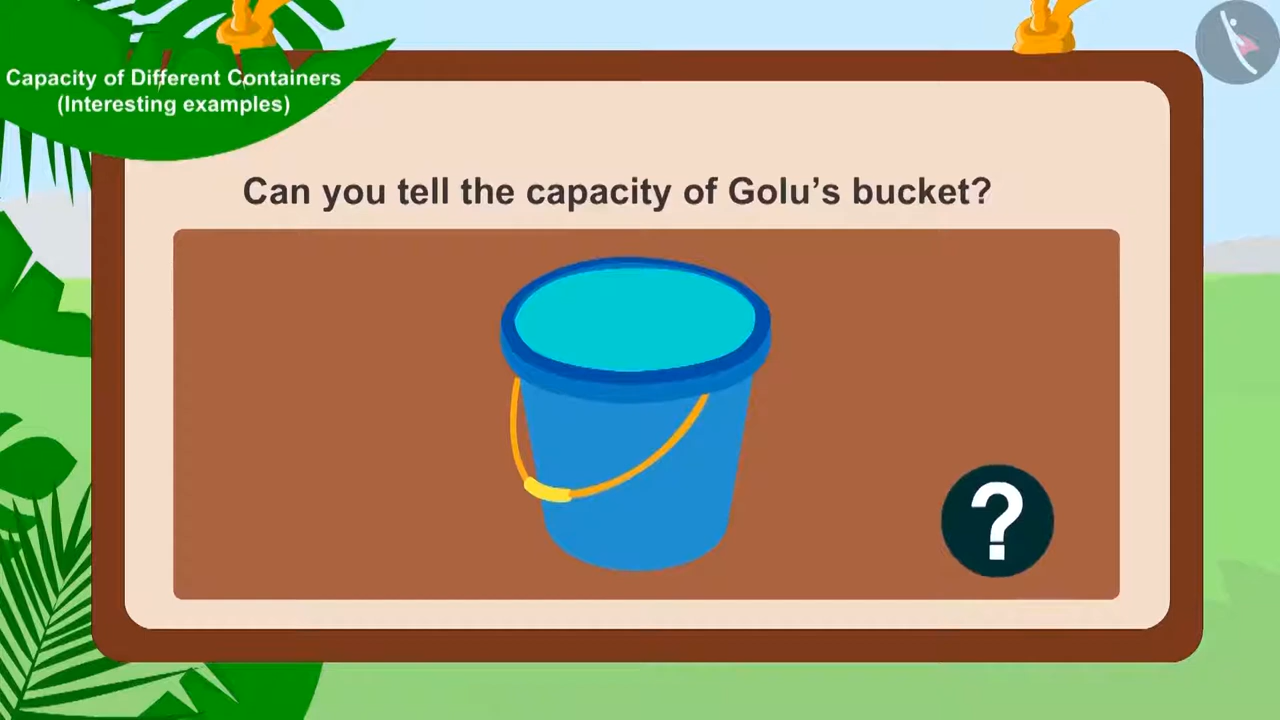 Capacity of Different Containers
(Interesting examples)
Can you tell the capacity of Golu’s bucket?
?